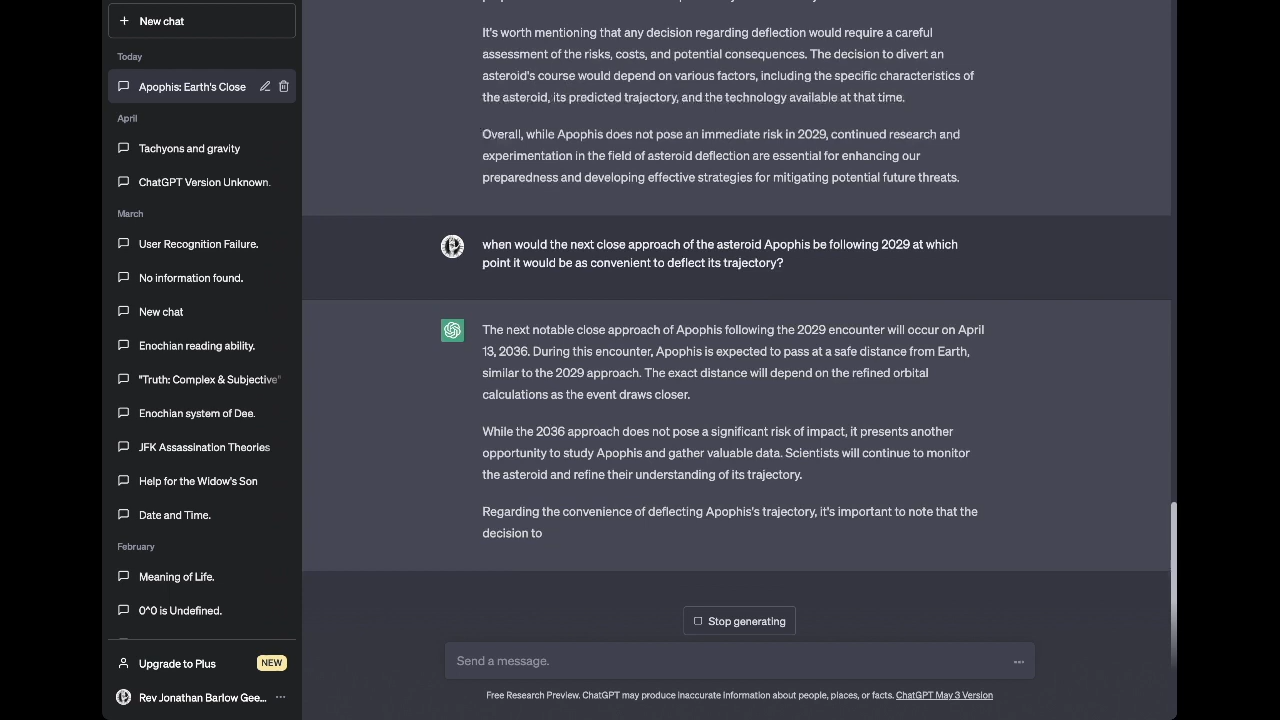 New chat
Today
Apophis: Earth's Close
April
Tachyons and gravity
ChatGPT Version Unknown.
March
User Recognition Failure.
No information found.
New chat
Enochian reading ability.
"Truth: Complex & Subjective"
Enochian system of Dee.
JFK Assassination Theories
Help for the Widow's Son
Date and Time.
February
Meaning of Life.
0^0 is Undefined.
Upgrade to Plus
NEW
Rev Jonathan Barlow Gee...
It's worth mentioning that any decision regarding deflection would require a careful
assessment of the risks, costs, and potential consequences. The decision to divert an
asteroid's course would depend on various factors, including the specific characteristics of
the asteroid, its predicted trajectory, and the technology available at that time.
Overall, while Apophis does not pose an immediate risk in 2029, continued research and
experimentation in the field of asteroid deflection are essential for enhancing our
preparedness and developing effective strategies for mitigating potential future threats.
when would the next close approach of the asteroid Apophis be following 2029 at which
point it would be as convenient to deflect its trajectory?
The next notable close approach of Apophis following the 2029 encounter will occur on April
13, 2036. During this encounter, Apophis is expected to pass at a safe distance from Earth,
similar to the 2029 approach. The exact distance will depend on the refined orbital
calculations as the event draws closer.
While the 2036 approach does not pose a significant risk of impact, it presents another
opportunity to study Apophis and gather valuable data. Scientists will continue to monitor
the asteroid and refine their understanding of its trajectory.
Regarding the convenience of deflecting Apophis's trajectory, it's important to note that the
decision to
Stop generating
Send a message.
Free Research Preview. ChatGPT may produce inaccurate information about people, places, or facts. ChatGPT May 3 Version